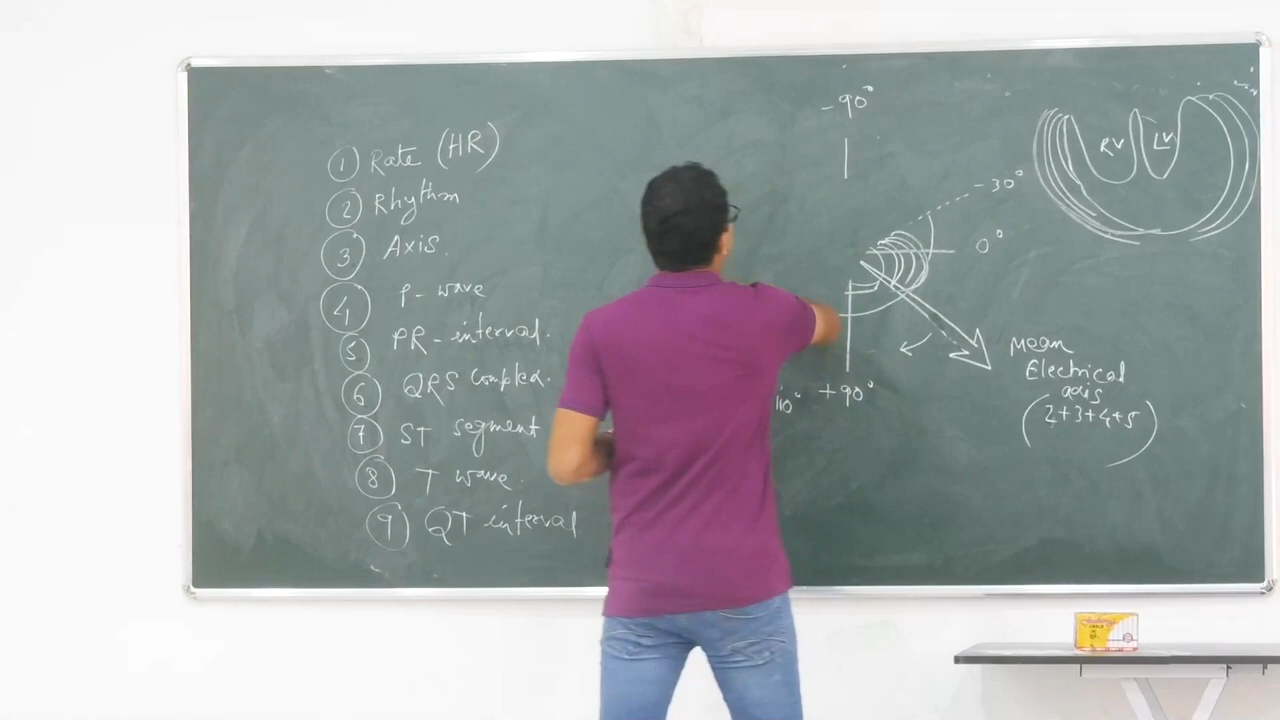 ① Rate (HR)
② Rhythm
③ Axis.
④ P-wave
⑤ PR-interval.
⑥ QRS complex.
⑦ ST segment
⑧ T wave.
⑨ QT interval
-90°
-30°
0°
+90°
110°
Mean
Electrical
axis
(2+3+4+5)
RV LV